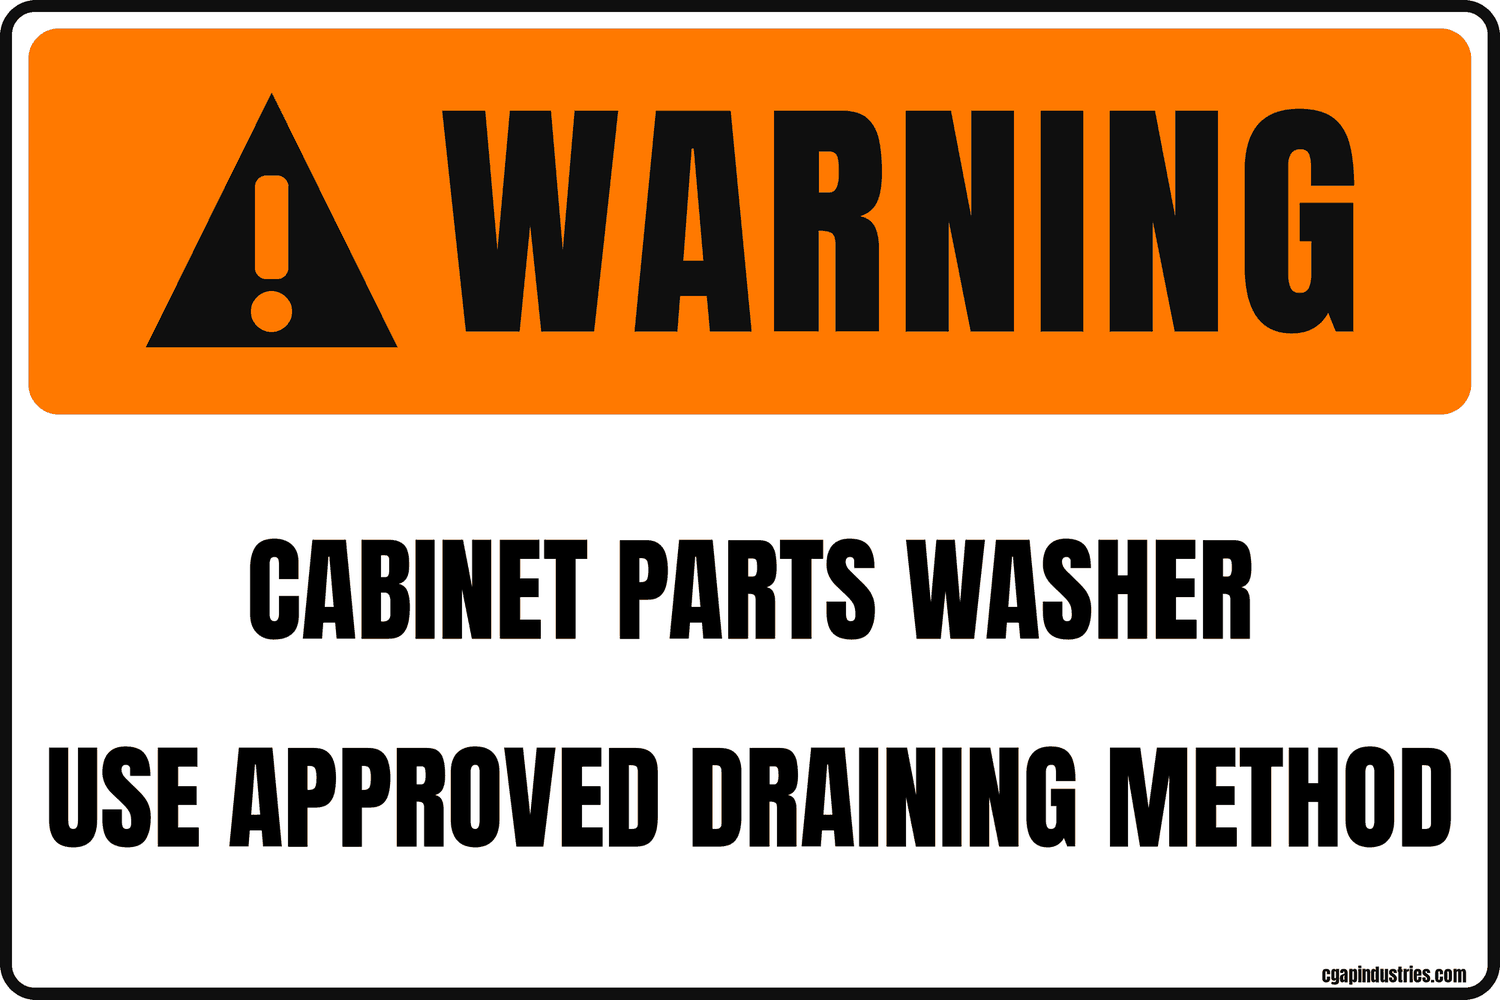 WARNING
CABINET PARTS WASHER
USE APPROVED DRAINING METHOD
cgapindustries.com